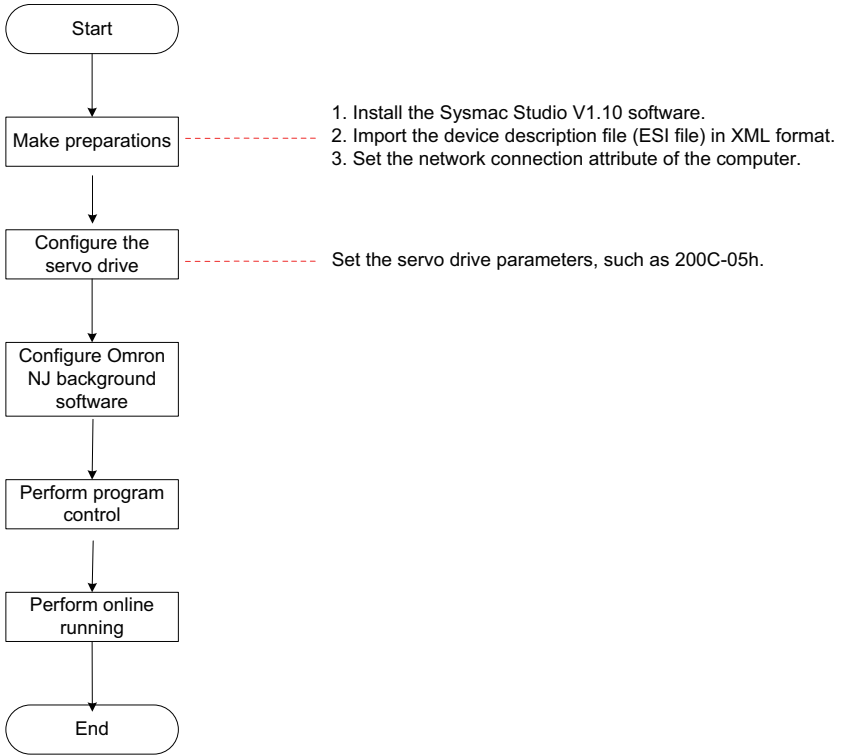 Start
Make preparations
1. Install the Sysmac Studio V1.10 software.
2. Import the device description file (ESI file) in XML format.
3. Set the network connection attribute of the computer.
Configure the
servo drive
Set the servo drive parameters, such as 200C-05h.
Configure Omron
NJ background
software
Perform program
control
Perform online
running
End